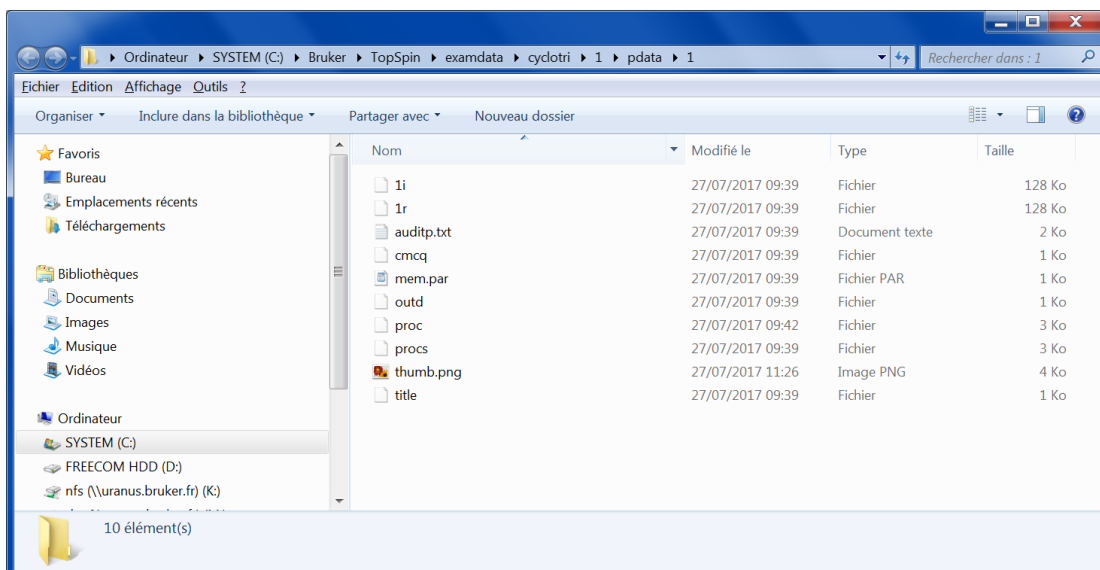 Ordinateur ▸ SYSTEM (C:) ▸ Bruker ▸ TopSpin ▸ examdata ▸ cyclotri ▸ 1 ▸ pdata ▸ 1 Rechercher dans : 1
Fichier Edition Affichage Outils ?
Organiser Inclure dans la bibliothèque Partager avec Nouveau dossier
Favoris
Bureau
Emplacements récents
Téléchargements
Bibliothèques
Documents
Images
Musique
Vidéos
Ordinateur
SYSTEM (C:)
FREECOM HDD (D:)
nfs (\\uranus.bruker.fr) (K:)
Nom Modifié le Type Taille
1i 27/07/2017 09:39 Fichier 128 Ko
1r 27/07/2017 09:39 Fichier 128 Ko
auditp.txt 27/07/2017 09:39 Document texte 2 Ko
cmcq 27/07/2017 09:39 Fichier 1 Ko
mem.par 27/07/2017 09:39 Fichier PAR 1 Ko
outd 27/07/2017 09:39 Fichier 1 Ko
proc 27/07/2017 09:42 Fichier 3 Ko
procs 27/07/2017 09:39 Fichier 3 Ko
thumb.png 27/07/2017 11:26 Image PNG 4 Ko
title 27/07/2017 09:39 Fichier 1 Ko
10 élément(s)